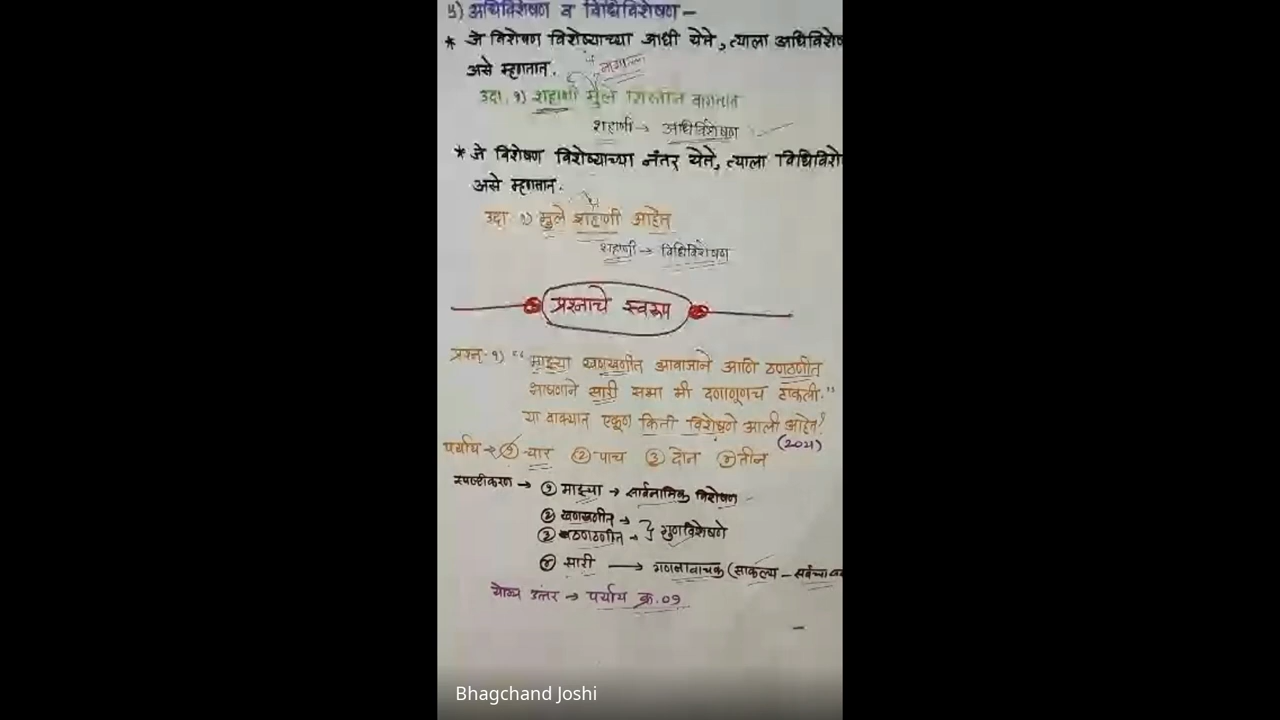 ५) अधिविशेषण व विधिविशेषण –
* जे विशेषण विशेष्याच्या आधी येते, त्याला अधिविशे
असे म्हणतात.
उदा. १) शहाणी मुले वागतात
शहाणी → अधिविशेषण
* जे विशेषण विशेष्याच्या नंतर येते, त्याला विधिविशे
असे म्हणतात.
उदा. १) मुले शहाणी आहेत
शहाणी → विधिविशेषण
प्रश्नाचे स्वरूप
प्रश्न-१) "माझ्या खणखणीत आवाजाने आणि ठणठणीत
भाषणाने सारी सभा मी दणाणूनच टाकली."
या वाक्यात एकूण किती विशेषणे आली आहेत?
(2021)
पर्याय → १ चार २ पाच ३ दोन ४ तीन
स्पष्टीकरण → १ माझ्या → सार्वनामिक विशेषण
२ खणखणीत →
३ ठणठणीत → } गुणविशेषणे
४ सारी → गणनावाचक (साकल्य –
योग्य उत्तर → पर्याय क्र.०१
Bhagchand Joshi